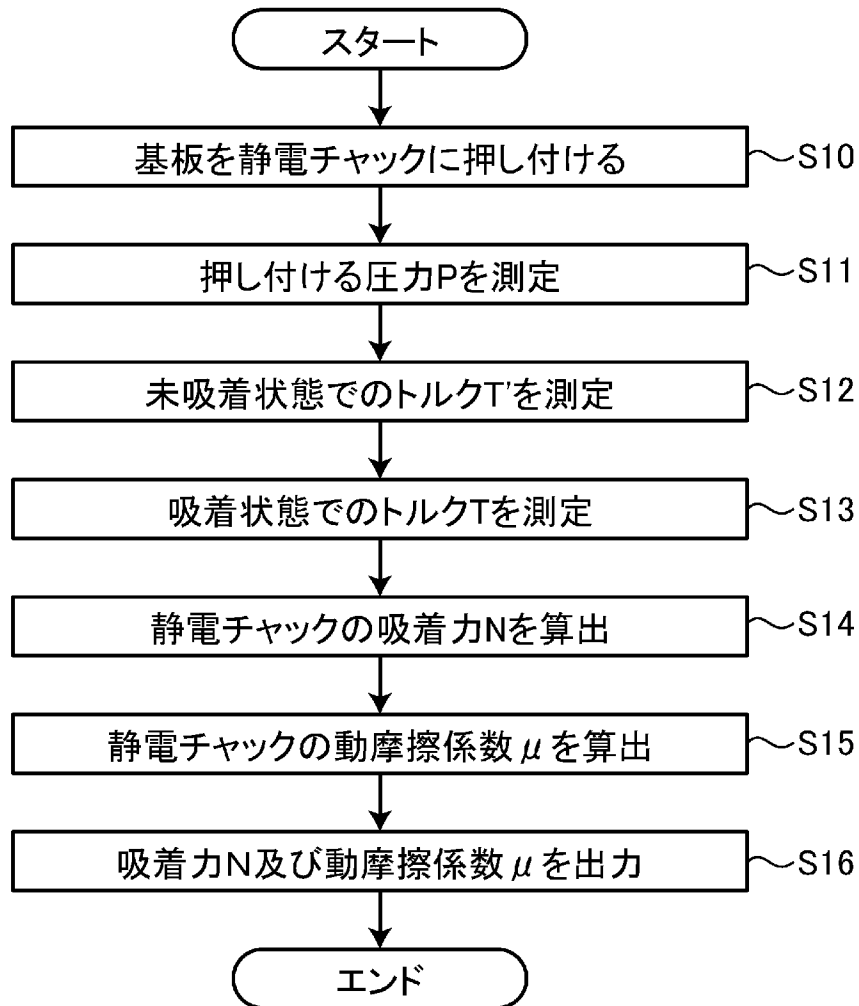 スタート
基板を静電チャックに押し付ける S10
押し付ける圧力Pを測定 S11
未吸着状態でのトルクT'を測定 S12
吸着状態でのトルクTを測定 S13
静電チャックの吸着力Nを算出 S14
静電チャックの動摩擦係数μを算出 S15
吸着力N及び動摩擦係数μを出力 S16
エンド